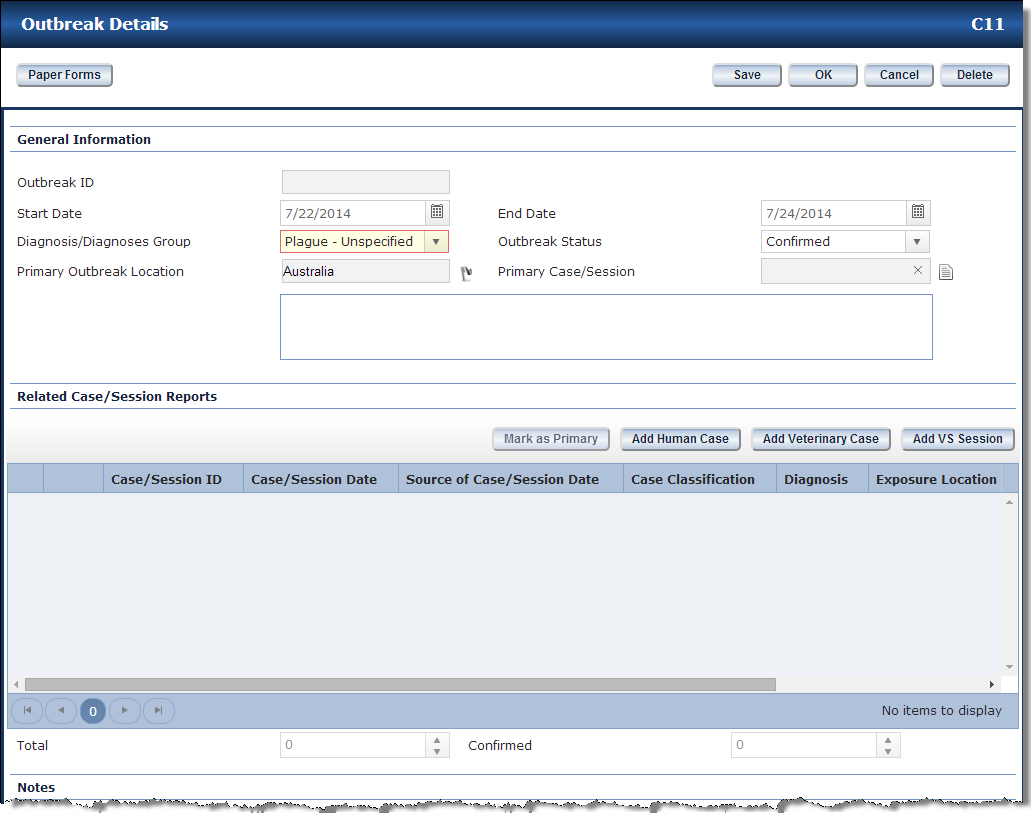 Outbreak Details C11
Paper Forms Save OK Cancel Delete
General Information
Outbreak ID
Start Date 7/22/2014 End Date 7/24/2014
Diagnosis/Diagnoses Group Plague - Unspecified Outbreak Status Confirmed
Primary Outbreak Location Australia Primary Case/Session
Related Case/Session Reports
Mark as Primary Add Human Case Add Veterinary Case Add VS Session
Case/Session ID Case/Session Date Source of Case/Session Date Case Classification Diagnosis Exposure Location
0 No items to display
Total 0 Confirmed 0
Notes